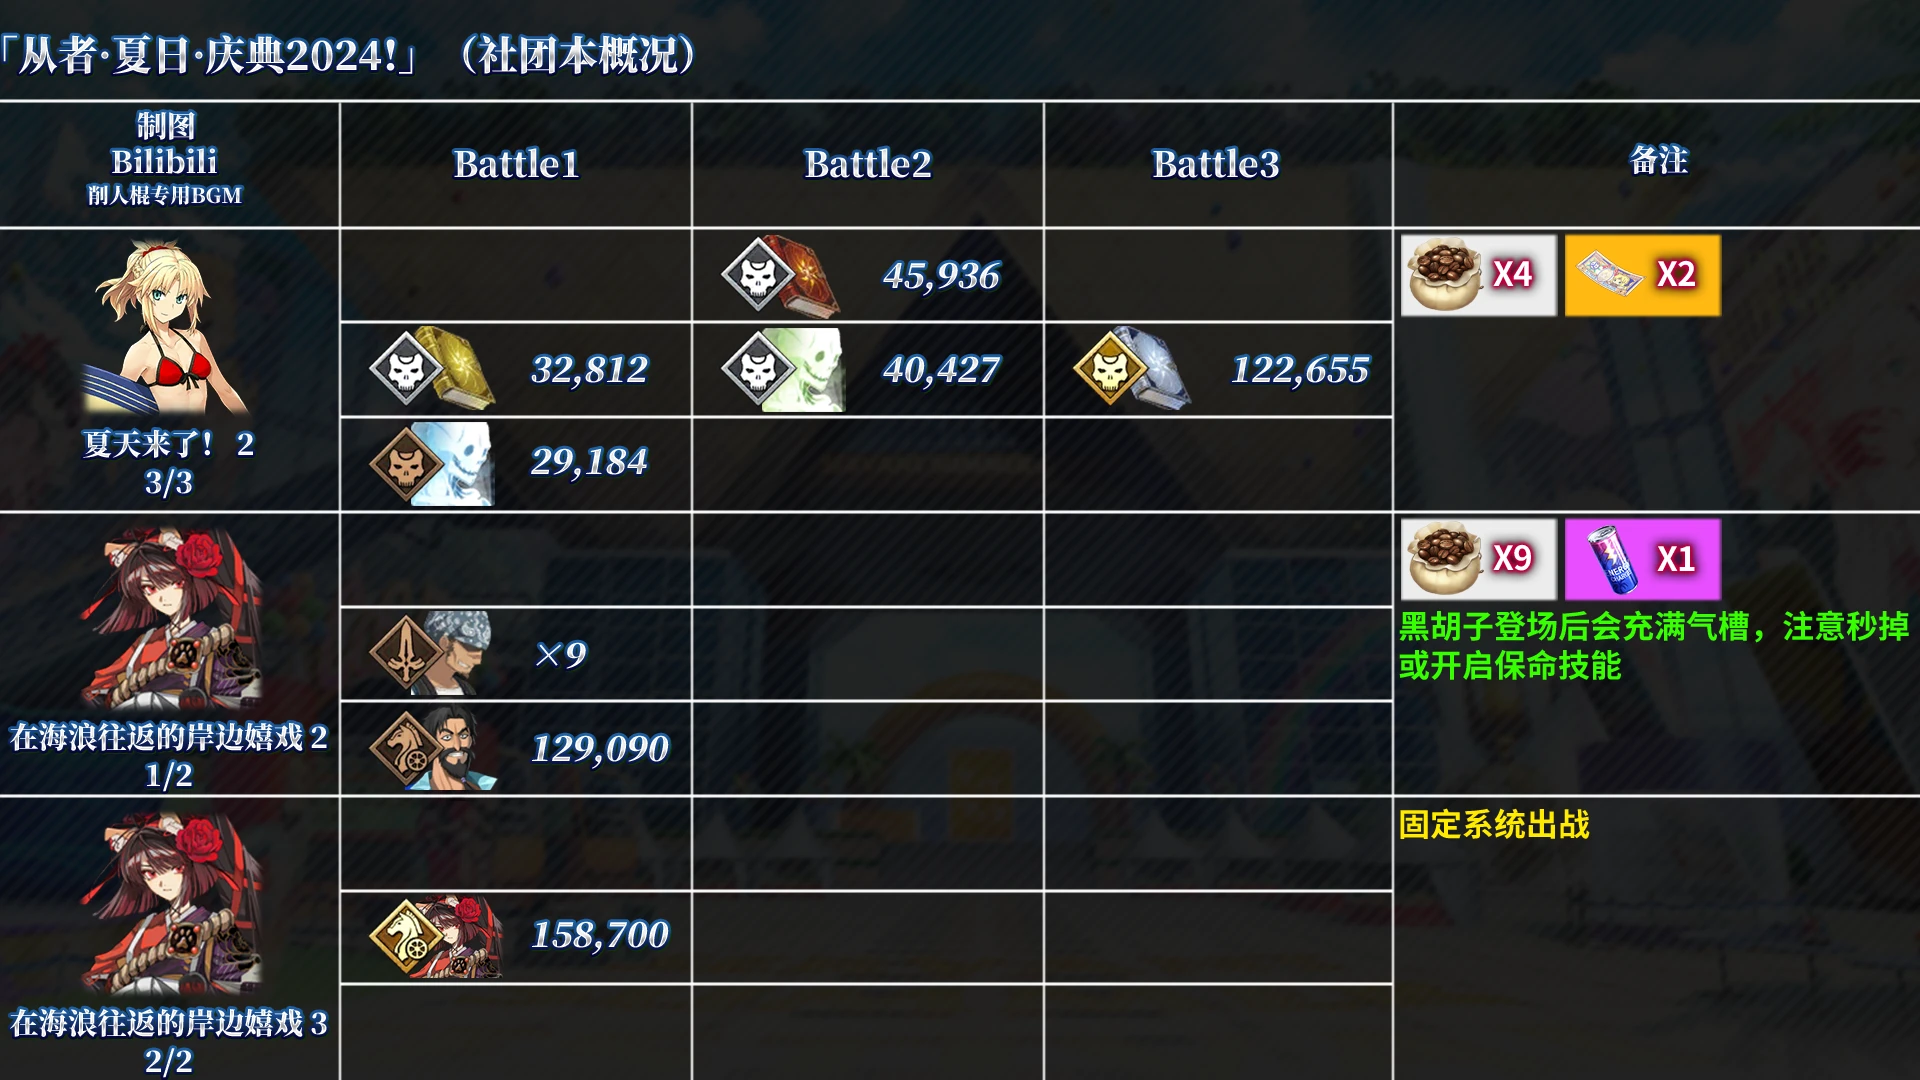 「从者·夏日·庆典2024!」（社团本概况）
制图
Bilibili
削人棍专用BGM
Battle1
Battle2
Battle3
备注
45,936
X4
X2
32,812
40,427
122,655
29,184
夏天来了！ 2
3/3
X9
X1
黑胡子登场后会充满气槽，注意秒掉
或开启保命技能
×9
129,090
在海浪往返的岸边嬉戏 2
1/2
固定系统出战
158,700
在海浪往返的岸边嬉戏 3
2/2